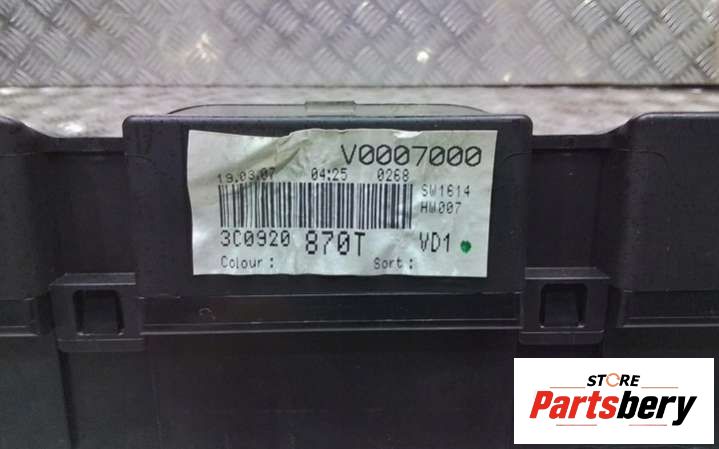 V0007000
19.03.07 04:25 0268
SW1614
HW007
3C0920 870T VD1
Colour : Sort :
STORE
Partsbery